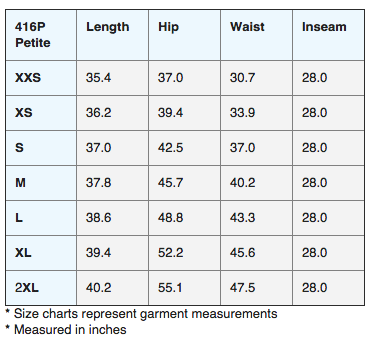 416P Petite Length Hip Waist Inseam
XXS 35.4 37.0 30.7 28.0
XS 36.2 39.4 33.9 28.0
S 37.0 42.5 37.0 28.0
M 37.8 45.7 40.2 28.0
L 38.6 48.8 43.3 28.0
XL 39.4 52.2 45.6 28.0
2XL 40.2 55.1 47.5 28.0
* Size charts represent garment measurements
* Measured in inches